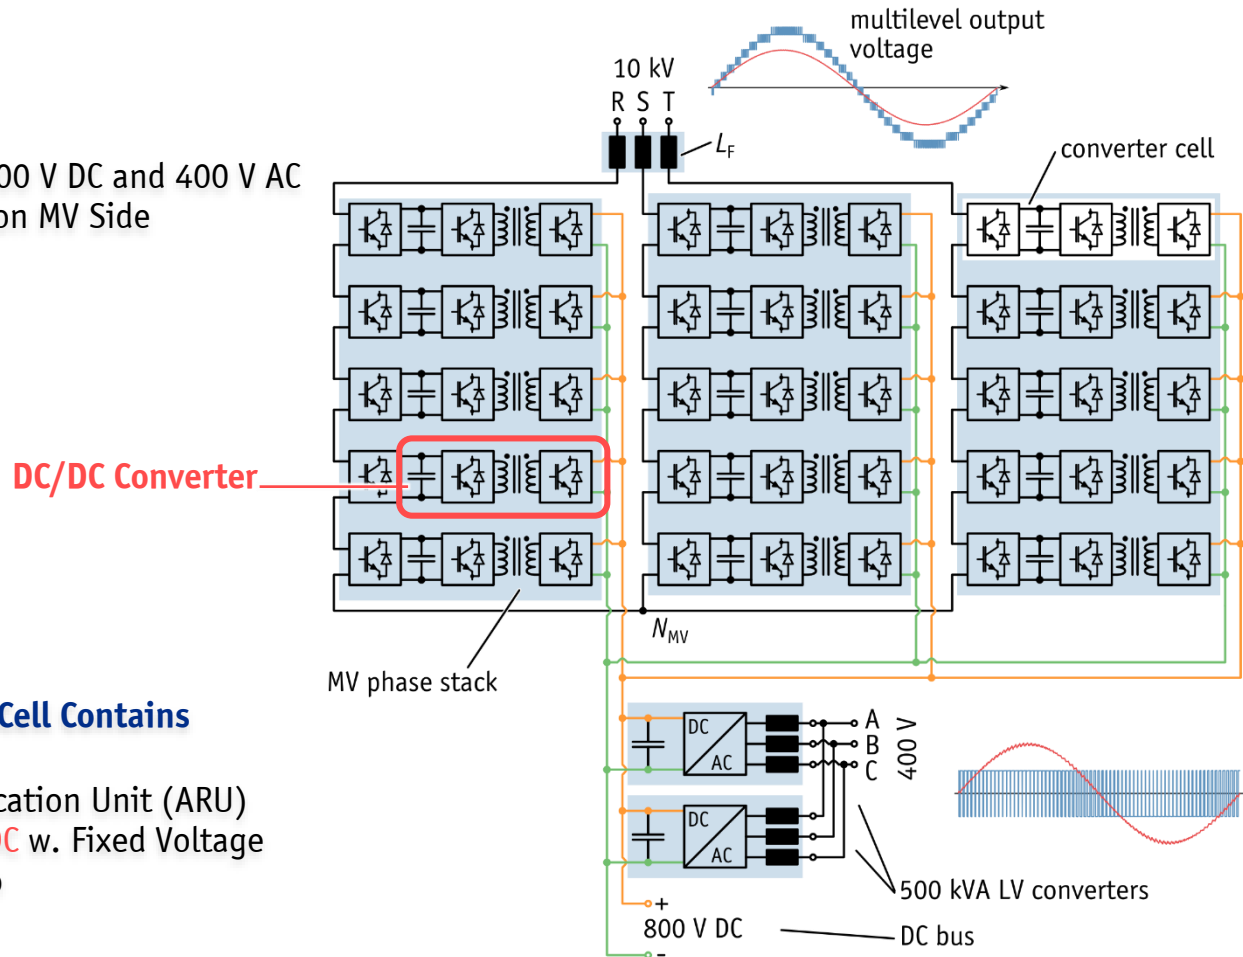 multilevel output
voltage
10 kV
R S T
LF
converter cell
00 V DC and 400 V AC
on MV Side
DC/DC Converter
NMV
MV phase stack
Cell Contains
DC
AC
A
B
C
400 V
cation Unit (ARU)
DC w. Fixed Voltage
DC
AC
500 kVA LV converters
+
800 V DC
DC bus
-